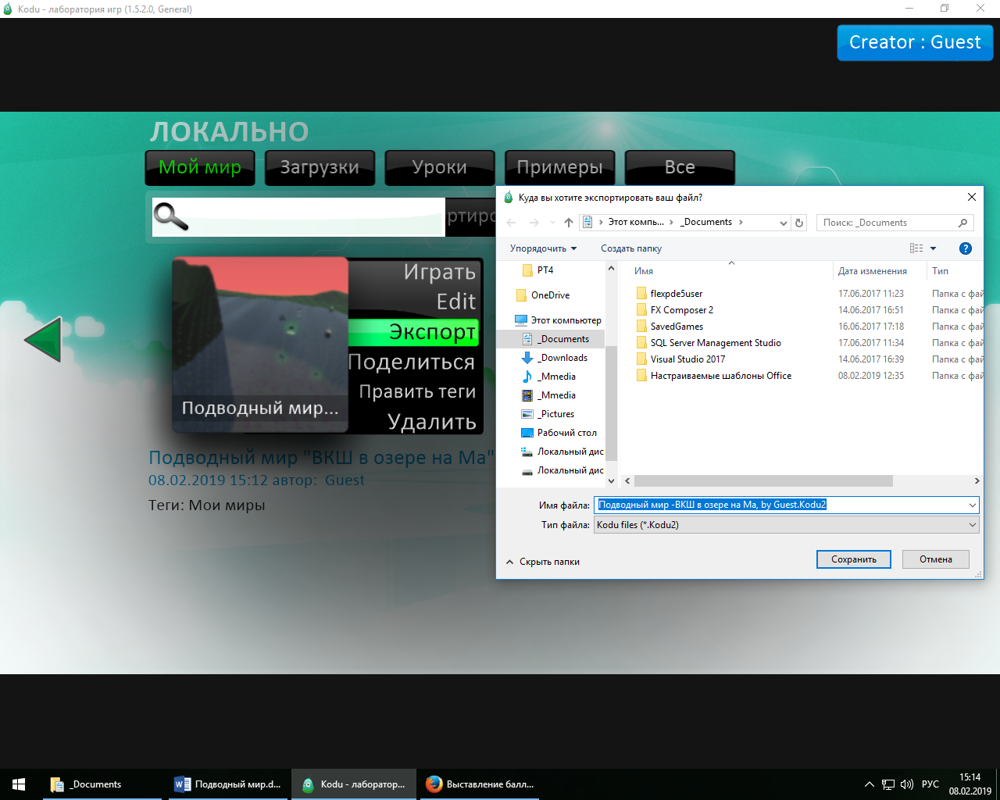 Kodu - лаборатория игр (1.5.2.0, General)
Creator : Guest
ЛОКАЛЬНО
Мой мир
Загрузки
Уроки
Примеры
Все
Играть
Edit
Экспорт
Поделиться
Править теги
Удалить
Подводный мир...
Подводный мир "ВКШ в озере на Ма"
08.02.2019 15:12 автор: Guest
Теги: Мои миры
Куда вы хотите экспортировать ваш файл?
Этот компь...
_Documents
Поиск: _Documents
Упорядочить
Создать папку
PT4
OneDrive
Этот компьютер
_Documents
_Downloads
_Mmedia
_Mmedia
_Pictures
Рабочий стол
Локальный дис
Локальный дис
Имя Дата изменения Тип
flexpde5user 17.06.2017 11:23 Папка с фай
FX Composer 2 14.06.2017 16:51 Папка с фай
SavedGames 16.06.2017 17:18 Папка с фай
SQL Server Management Studio 17.06.2017 11:34 Папка с фай
Visual Studio 2017 14.06.2017 16:39 Папка с фай
Настраиваемые шаблоны Office 08.02.2019 12:35 Папка с фай
Имя файла: Подводный мир -ВКШ в озере на Ма, by Guest.Kodu2
Тип файла: Kodu files (*.Kodu2)
Скрыть папки
Сохранить
Отмена
_Documents
Подводный мир.d...
Kodu - лаборатор...
Выставление балл...
РУС
15:14
08.02.2019